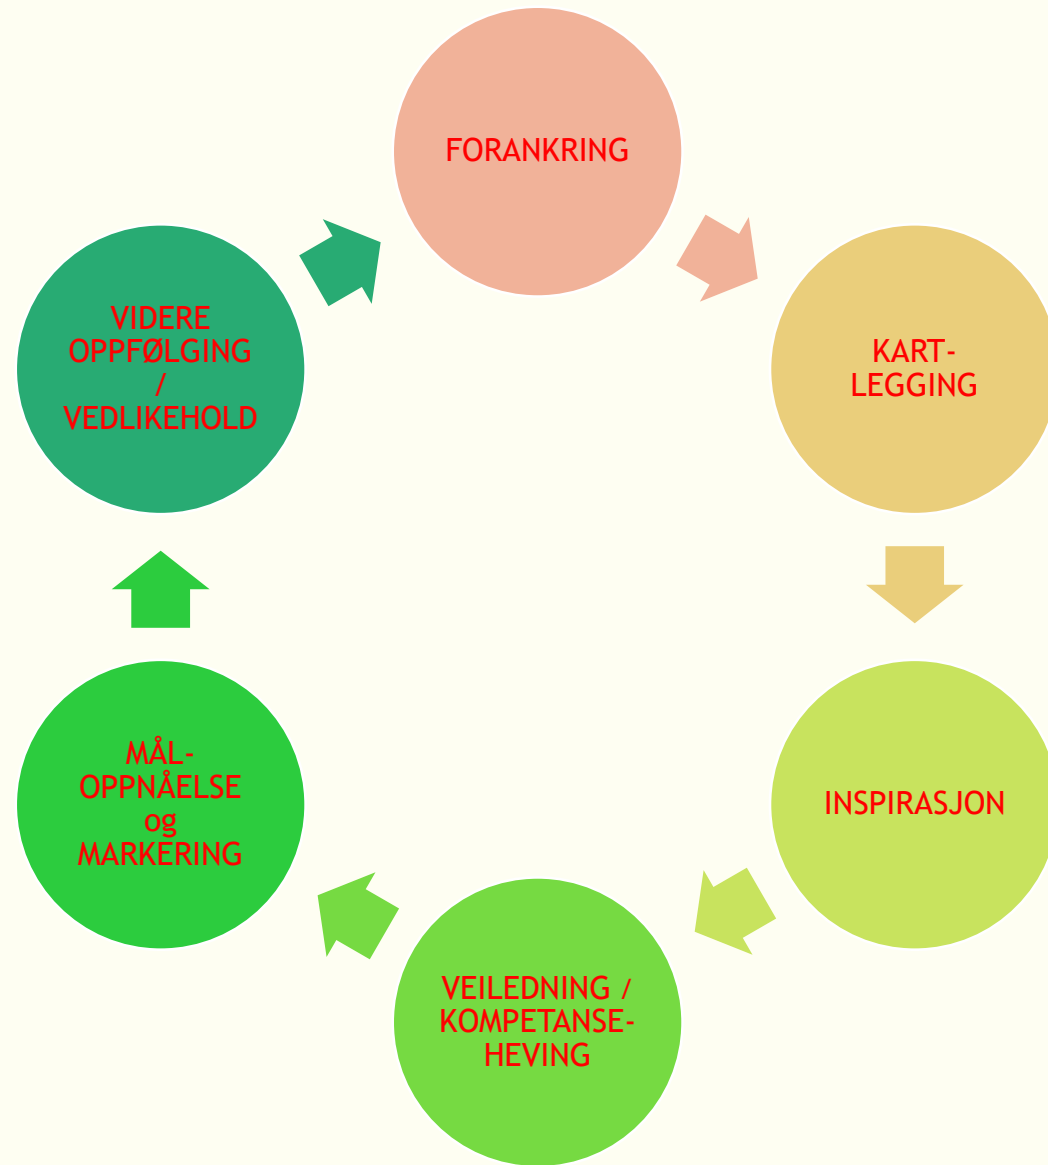 FORANKRING
KART-
LEGGING
INSPIRASJON
VEILEDNING /
KOMPETANSE-
HEVING
MÅL-
OPPNÅELSE
og
MARKERING
VIDERE
OPPFØLGING
/
VEDLIKEHOLD